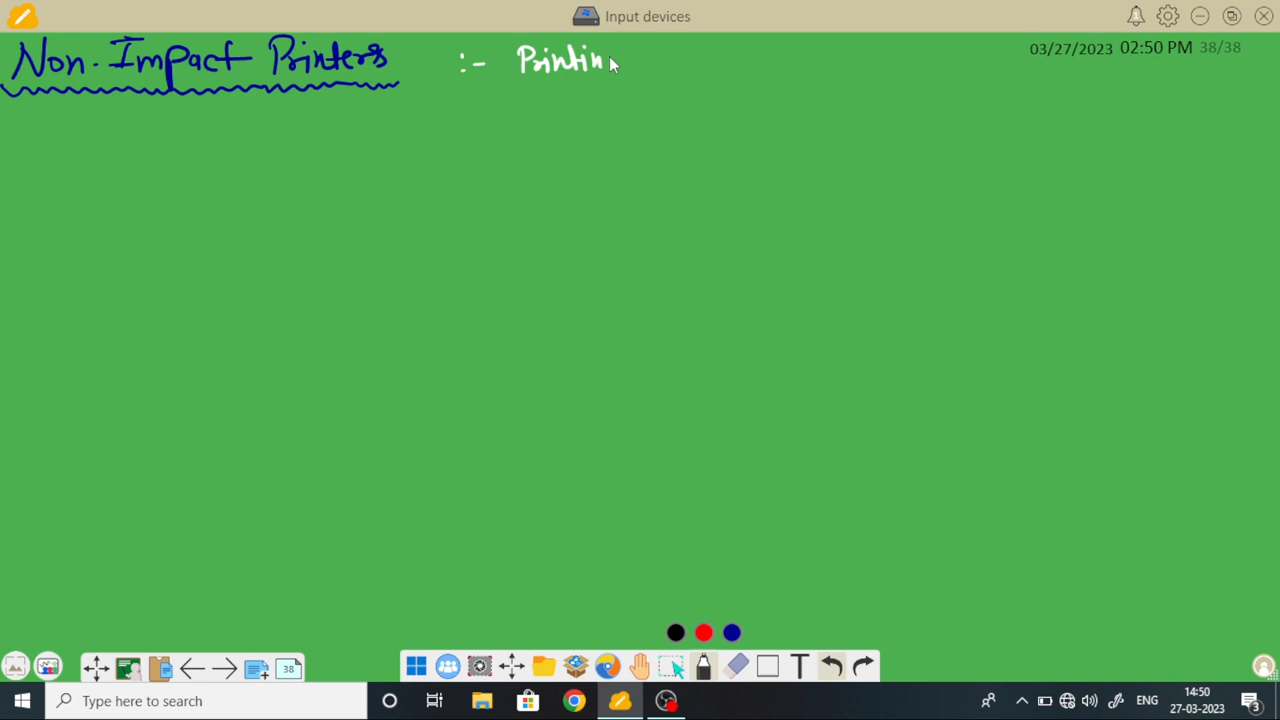 Input devices
Non-Impact Printers :- Printin
03/27/2023 02:50 PM 38/38
38
T
Type here to search
ENG
14:50
27-03-2023
3